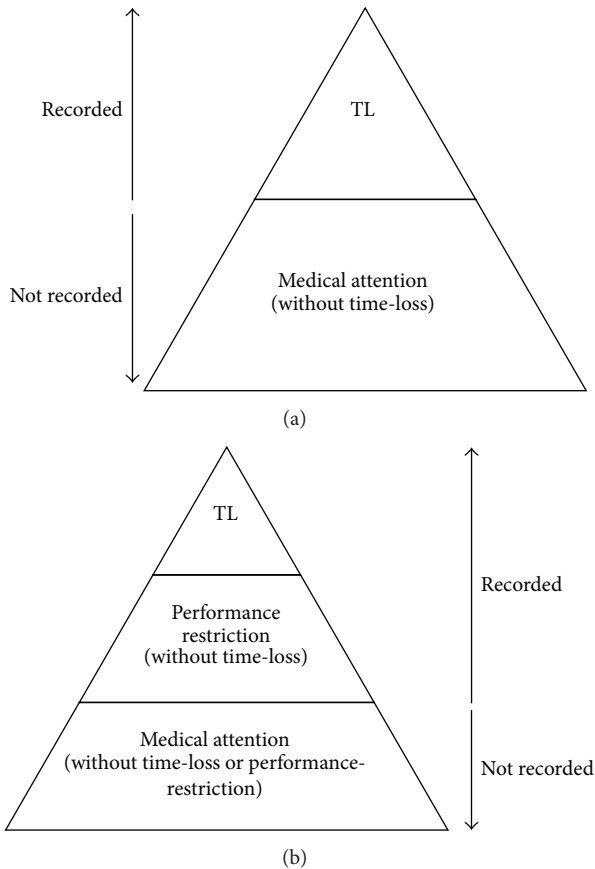 Recorded
TL
Not recorded
Medical attention
(without time-loss)
(a)
TL
Recorded
Performance
restriction
(without time-loss)
Medical attention
(without time-loss or performance-
restriction)
Not recorded
(b)